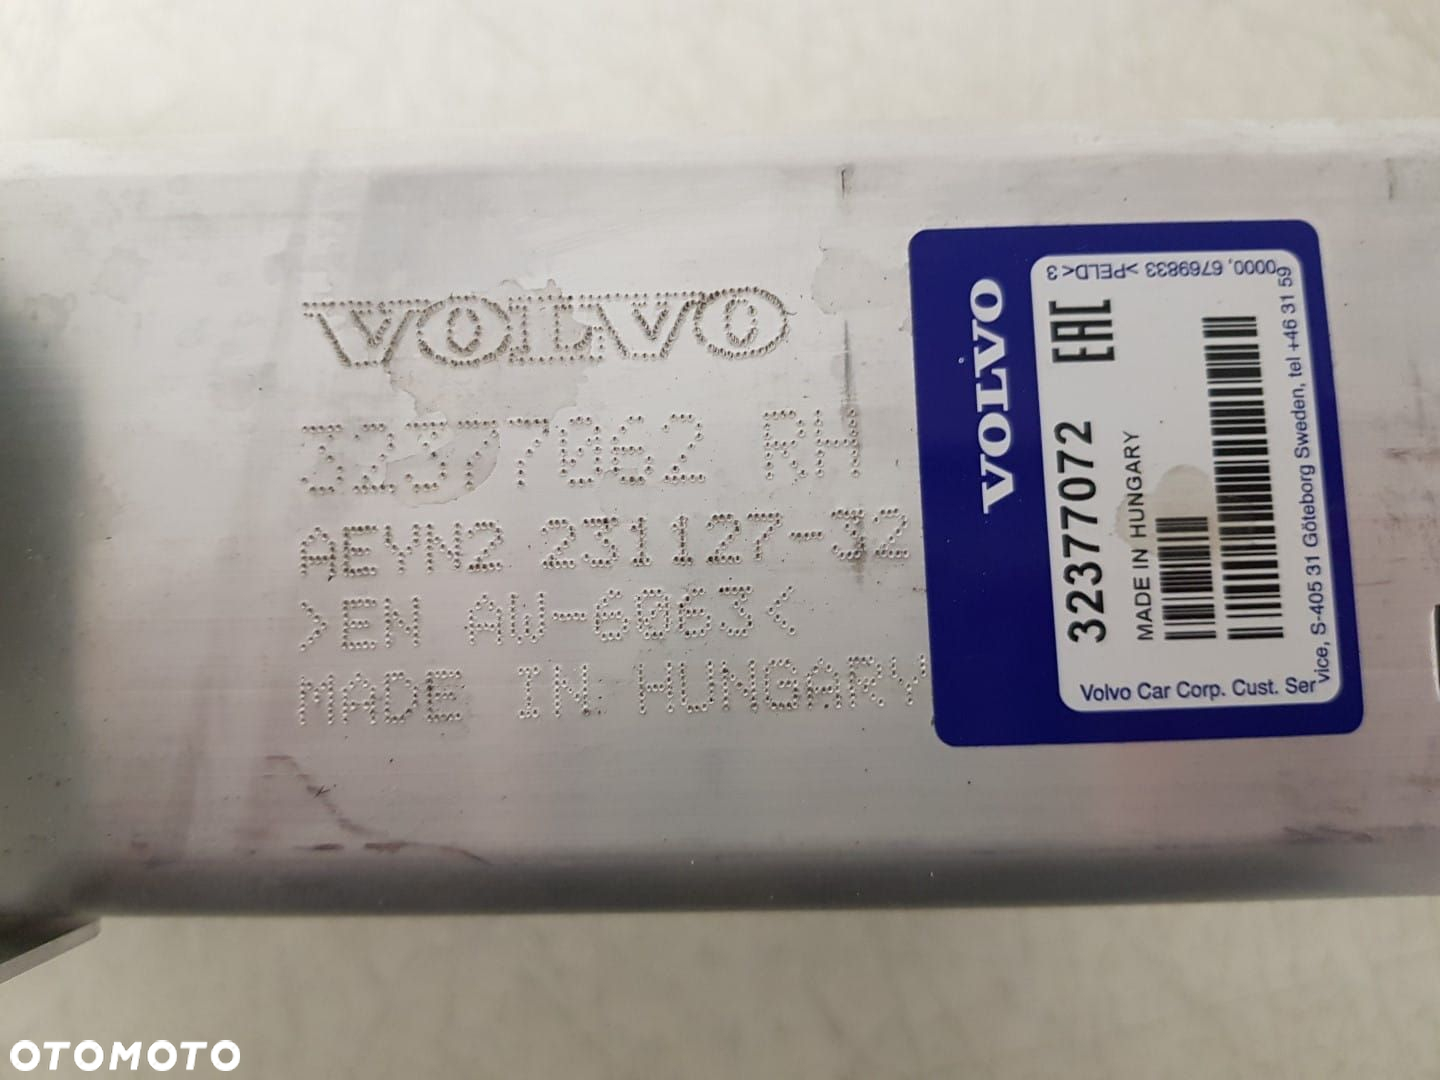 VOLVO
32377062 RH
AEYN2 231127-32
>EN AW-6063<
MADE IN HUNGARY
VOLVO
32377072 EAC
MADE IN HUNGARY
Volvo Car Corp. Cust. Service, S-405 31 Göteborg Sweden, tel +46 31 59
0000, 6769833 >PELD<3
OTOMOTO